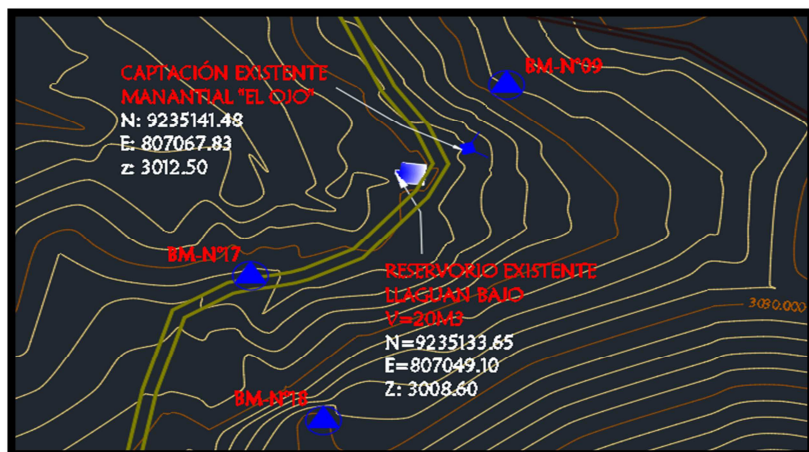 CAPTACIÓN EXISTENTE
MANANTIAL "EL OJO"
N: 9235141.48
E: 807067.83
z: 3012.50
BM-N°09
BM-N°17
RESERVORIO EXISTENTE
LLAGUAN BAJO
V=20M3
N=9235133.65
E=807049.10
Z: 3008.60
3030.000
BM-N°18